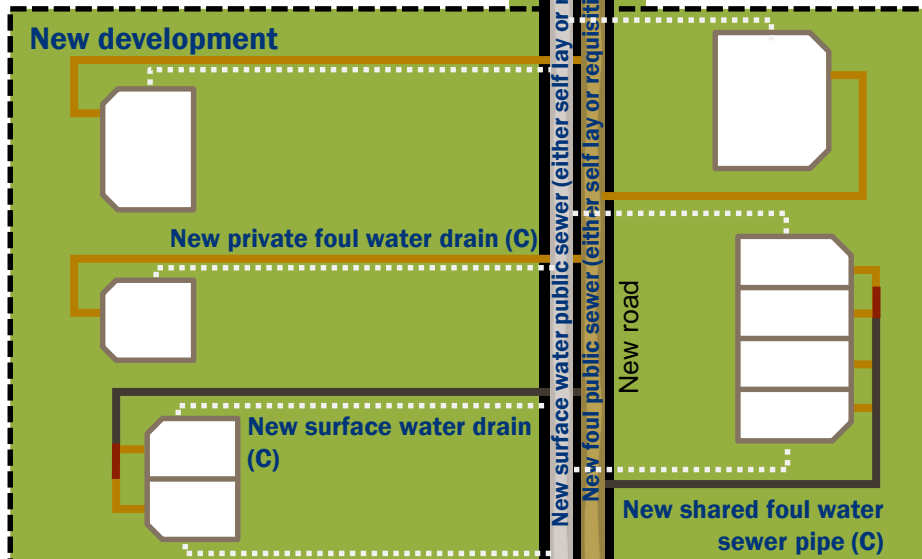 New development
New surface water public sewer (either self lay or
New foul public sewer (either self lay or
New private foul water drain (C)
New road
New surface water drain
(C)
New shared foul water
sewer pipe (C)